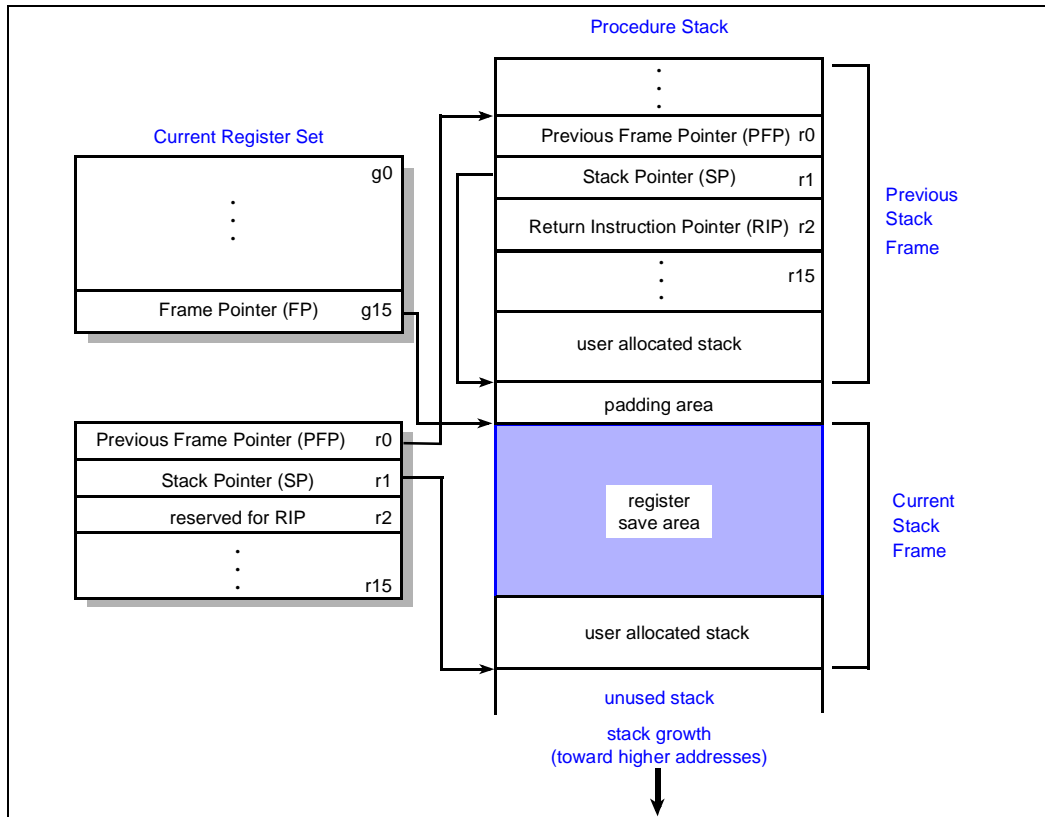 Procedure Stack
Current Register Set
g0
Frame Pointer (FP) g15
Previous Frame Pointer (PFP) r0
Stack Pointer (SP) r1
reserved for RIP r2
r15
Previous Frame Pointer (PFP) r0
Stack Pointer (SP) r1
Return Instruction Pointer (RIP) r2
r15
user allocated stack
padding area
register
save area
user allocated stack
unused stack
stack growth
(toward higher addresses)
Previous
Stack
Frame
Current
Stack
Frame